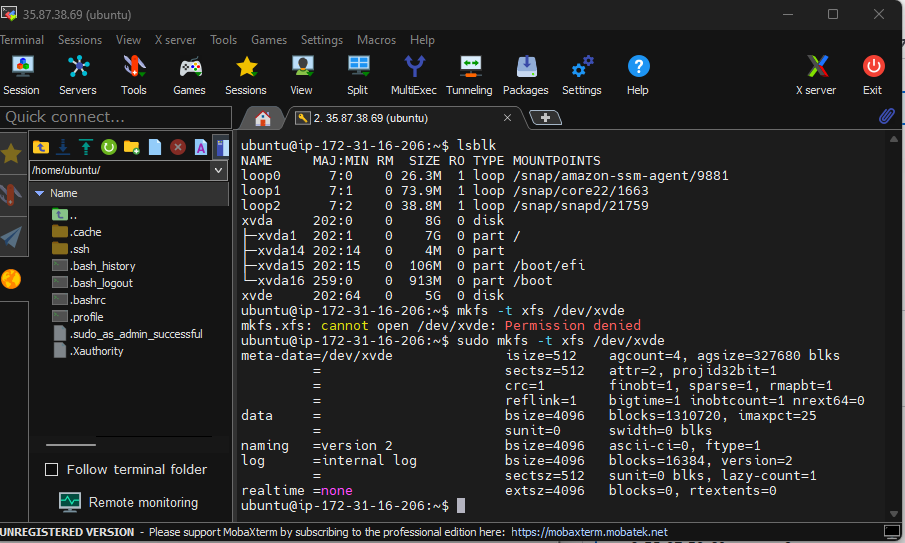 35.87.38.69 (ubuntu)
Terminal Sessions View X server Tools Games Settings Macros Help
Session Servers Tools Games Sessions View Split MultiExec Tunneling Packages Settings Help X server Exit
Quick connect...
2. 35.87.38.69 (ubuntu)
/home/ubuntu/
Name
..
.cache
.ssh
.bash_history
.bash_logout
.bashrc
.profile
.sudo_as_admin_successful
.Xauthority
Follow terminal folder
Remote monitoring
ubuntu@ip-172-31-16-206:~$ lsblk
NAME MAJ:MIN RM SIZE RO TYPE MOUNTPOINTS
loop0 7:0 0 26.3M 1 loop /snap/amazon-ssm-agent/9881
loop1 7:1 0 73.9M 1 loop /snap/core22/1663
loop2 7:2 0 38.8M 1 loop /snap/snapd/21759
xvda 202:0 0 8G 0 disk
├─xvda1 202:1 0 7G 0 part /
├─xvda14 202:14 0 4M 0 part
├─xvda15 202:15 0 106M 0 part /boot/efi
└─xvda16 259:0 0 913M 0 part /boot
xvde 202:64 0 5G 0 disk
ubuntu@ip-172-31-16-206:~$ mkfs -t xfs /dev/xvde
mkfs.xfs: cannot open /dev/xvde: Permission denied
ubuntu@ip-172-31-16-206:~$ sudo mkfs -t xfs /dev/xvde
meta-data=/dev/xvde isize=512 agcount=4, agsize=327680 blks
= sectsz=512 attr=2, projid32bit=1
= crc=1 finobt=1, sparse=1, rmapbt=1
= reflink=1 bigtime=1 inobtcount=1 nrext64=0
data = bsize=4096 blocks=1310720, imaxpct=25
= sunit=0 swidth=0 blks
naming =version 2 bsize=4096 ascii-ci=0, ftype=1
log =internal log bsize=4096 blocks=16384, version=2
= sectsz=512 sunit=0 blks, lazy-count=1
realtime =none extsz=4096 blocks=0, rtextents=0
ubuntu@ip-172-31-16-206:~$
UNREGISTERED VERSION - Please support MobaXterm by subscribing to the professional edition here: https://mobaxterm.mobatek.net